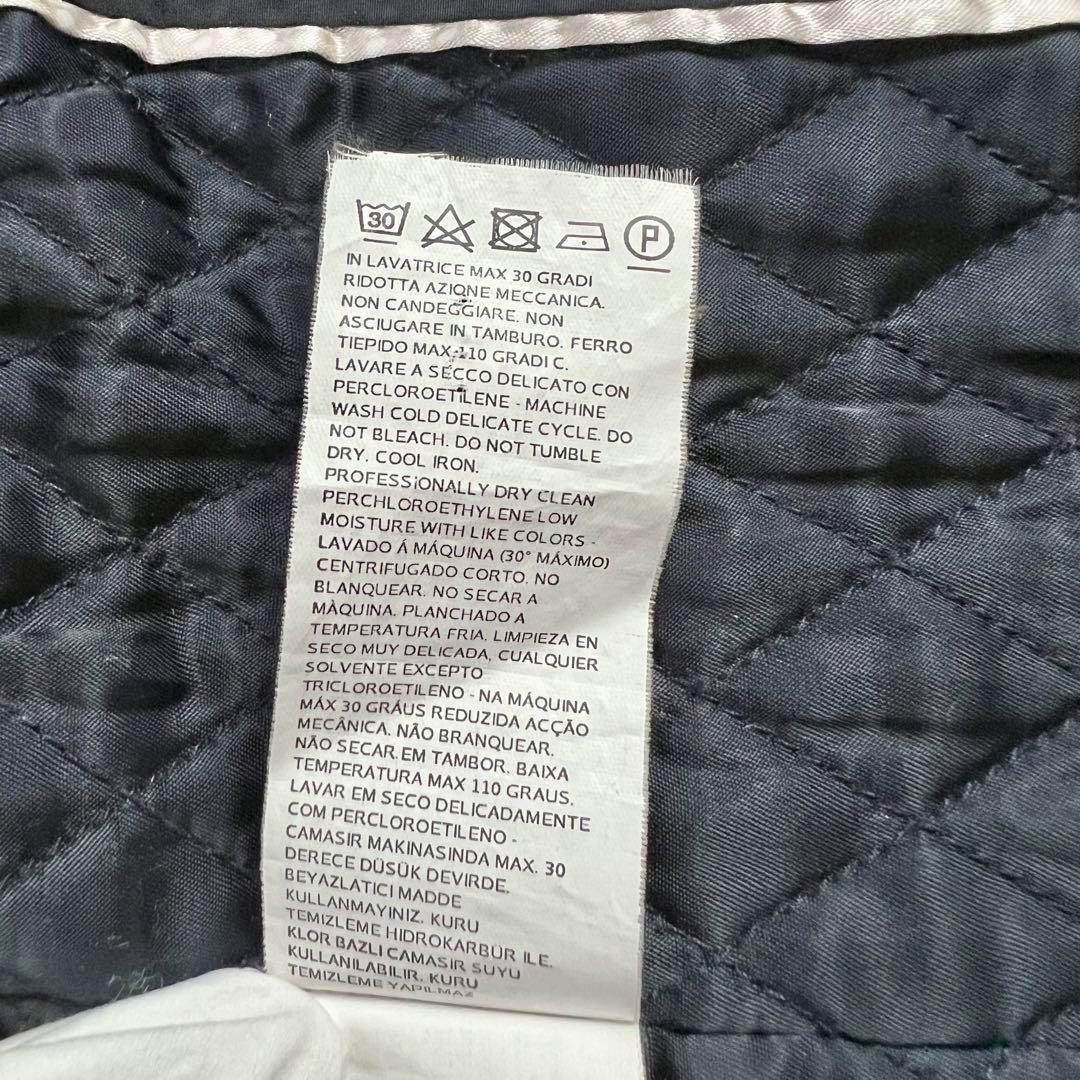 30 P
IN LAVATRICE MAX 30 GRADI
RIDOTTA AZIONE MECCANICA.
NON CANDEGGIARE. NON
ASCIUGARE IN TAMBURO. FERRO
TIEPIDO MAX 110 GRADI C.
LAVARE A SECCO DELICATO CON
PERCLOROETILENE - MACHINE
WASH COLD DELICATE CYCLE. DO
NOT BLEACH. DO NOT TUMBLE
DRY. COOL IRON.
PROFESSIONALLY DRY CLEAN
PERCHLOROETHYLENE LOW
MOISTURE WITH LIKE COLORS -
LAVADO Á MÁQUINA (30° MÁXIMO)
CENTRIFUGADO CORTO. NO
BLANQUEAR. NO SECAR A
MÀQUINA. PLANCHADO A
TEMPERATURA FRIA. LIMPIEZA EN
SECO MUY DELICADA, CUALQUIER
SOLVENTE EXCEPTO
TRICLOROETILENO - NA MÁQUINA
MÁX 30 GRÁUS REDUZIDA ACÇÃO
MECÂNICA. NÃO BRANQUEAR.
NÃO SECAR EM TAMBOR. BAIXA
TEMPERATURA MAX 110 GRAUS.
LAVAR EM SECO DELICADAMENTE
COM PERCLOROETILENO -
CAMASIR MAKINASINDA MAX. 30
DERECE DÜSÜK DEVIRDE.
BEYAZLATICI MADDE
KULLANMAYINIZ. KURU
TEMIZLEME HIDROKARBÜR ILE.
KLOR BAZLI CAMASIR SUYU
KULLANILABILIR. KURU
TEMIZLEME YAPILMAZ